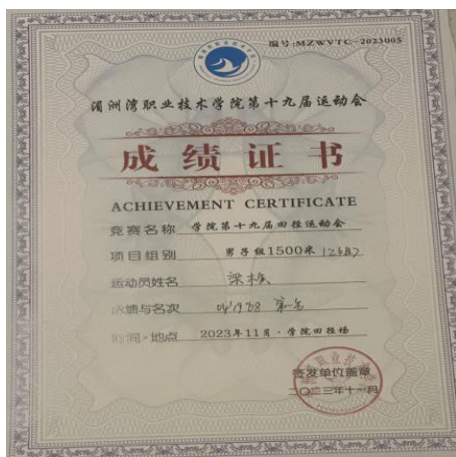 编号:MZWVTC-2023005
湄洲湾职业技术学院第十九届运动会
成绩证书
ACHIEVEMENT CERTIFICATE
竞赛名称 学院第十九届田径运动会
项目组别 男子组1500米
运动员姓名 梁
成绩与名次
时间·地点 2023年11月·学院田径场
签发单位盖章
二〇二三年十一月